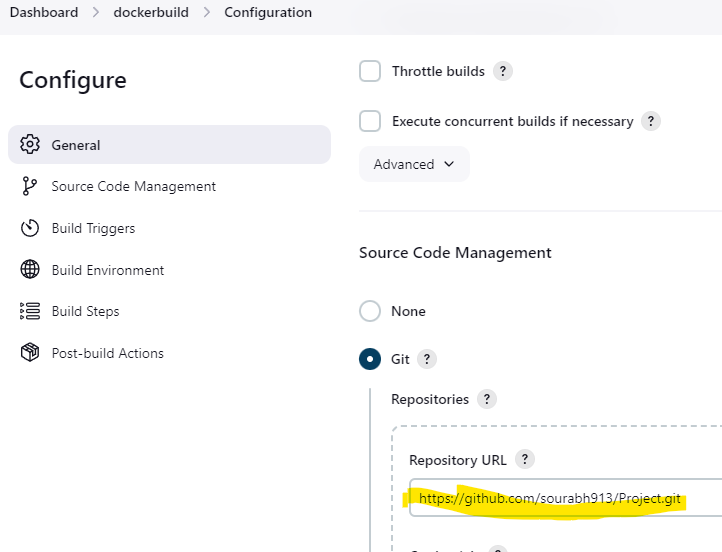 Dashboard > dockerbuild > Configuration
Configure
General
Source Code Management
Build Triggers
Build Environment
Build Steps
Post-build Actions
Throttle builds ?
Execute concurrent builds if necessary ?
Advanced
Source Code Management
None
Git ?
Repositories ?
Repository URL ?
https://github.com/sourabh913/Project.git